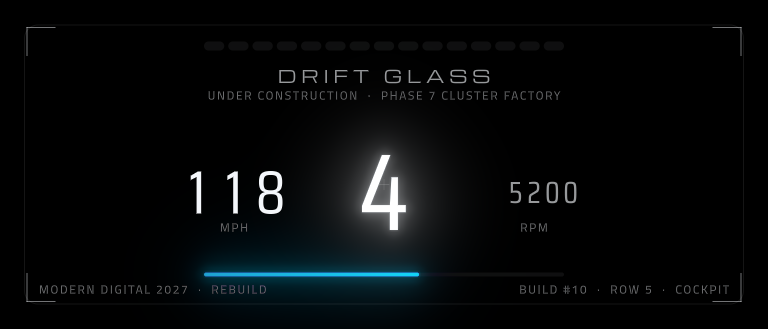 DRIFT GLASS
UNDER CONSTRUCTION · PHASE 7 CLUSTER FACTORY
118 4 5200
MPH RPM
MODERN DIGITAL 2027 · REBUILD BUILD #10 · ROW 5 · COCKPIT